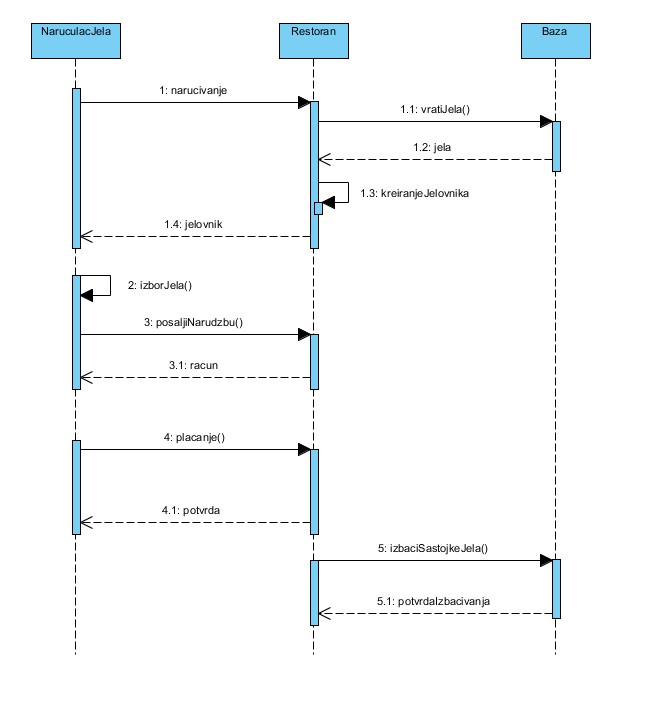 NaruculacJela
Restoran
Baza
1: narucivanje
1.1: vratiJela()
1.2: jela
1.3: kreiranjeJelovnika
1.4: jelovnik
2: izborJela()
3: posaljiNarudzbu()
3.1: racun
4: placanje()
4.1: potvrda
5: izbaciSastojkeJela()
5.1: potvrdaIzbacivanja